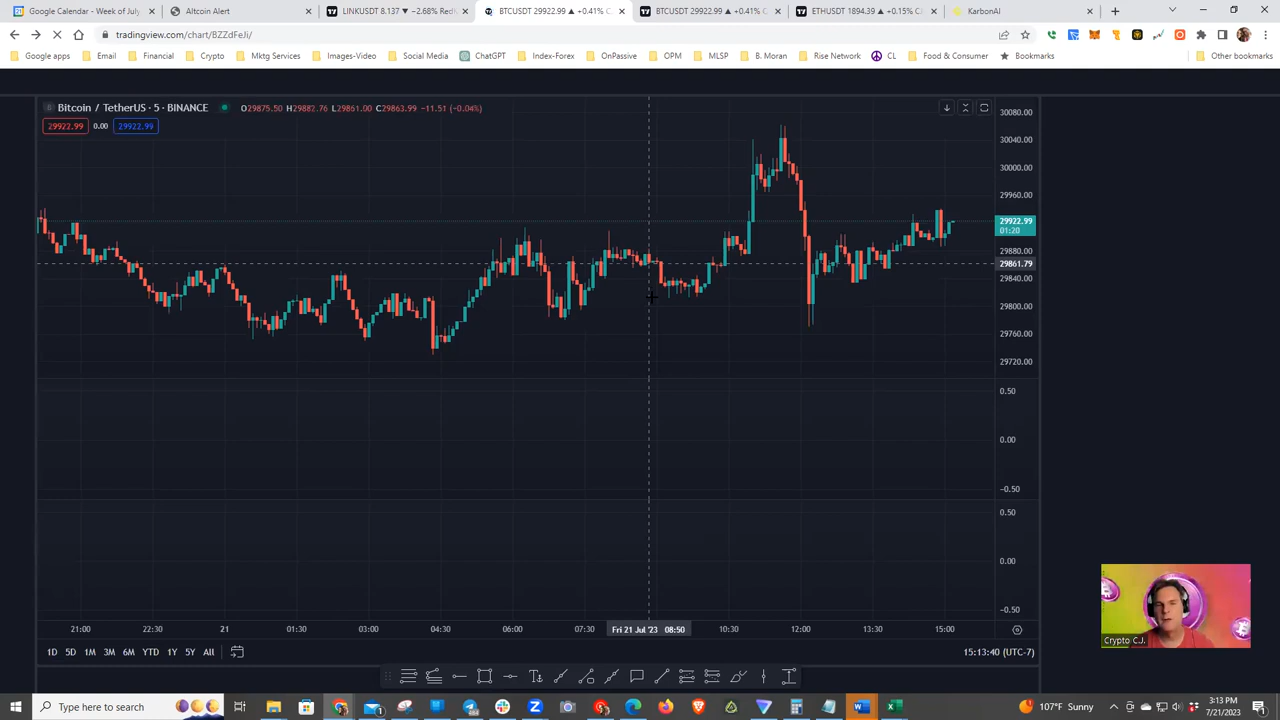 Google Calendar - Week of July
Altcoin Alert
LINKUSDT 8.137 ▼ −2.68% Red
BTCUSDT 29922.99 ▲ +0.41% C
BTCUSDT 29922.99 ▲ +0.41% C
ETHUSDT 1894.39 ▲ +0.15% C
KarbonAI
tradingview.com/chart/BZZdFeJi/
Google apps
Email
Financial
Crypto
Mktg Services
Images-Video
Social Media
ChatGPT
Index-Forex
OnPassive
OPM
MLSP
B. Moran
Rise Network
CL
Food & Consumer
Bookmarks
Other bookmarks
Bitcoin / TetherUS · 5 · BINANCE
O29875.50 H29882.76 L29861.00 C29863.99 −11.51 (−0.04%)
29922.99 0.00 29922.99
30080.00
30040.00
30000.00
29960.00
29922.99
01:20
29880.00
29861.79
29840.00
29800.00
29760.00
29720.00
0.50
0.00
−0.50
0.50
0.00
−0.50
21:00 22:30 21 01:30 03:00 04:30 06:00 07:30 Fri 21 Jul '23 08:50 10:30 12:00 13:30 15:00
1D 5D 1M 3M 6M YTD 1Y 5Y All
15:13:40 (UTC-7)
Crypto C.J.
Type here to search
107°F Sunny
3:13 PM
7/21/2023